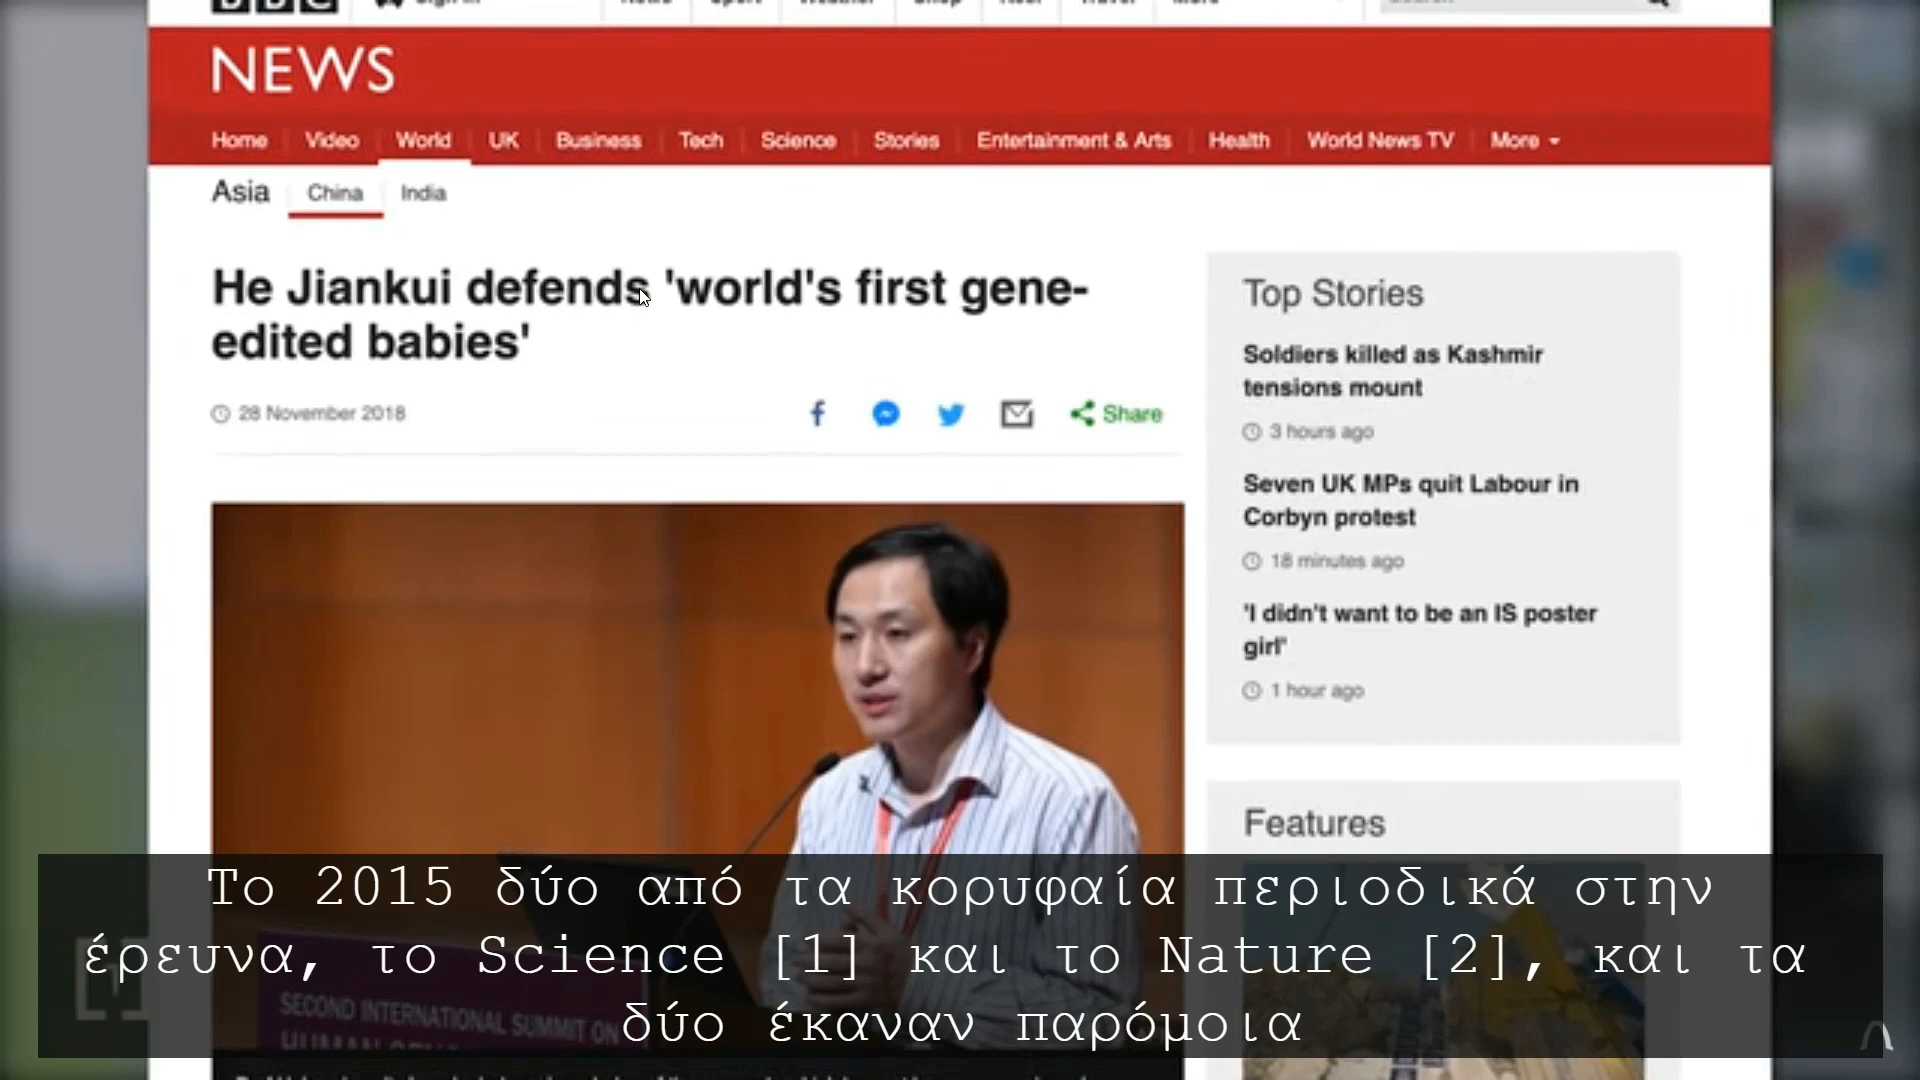 NEWS
Home Video World UK Business Tech Science Stories Entertainment & Arts Health World News TV More
Asia China India
He Jiankui defends 'world's first gene-
edited babies'
28 November 2018
Share
Top Stories
Soldiers killed as Kashmir
tensions mount
3 hours ago
Seven UK MPs quit Labour in
Corbyn protest
18 minutes ago
'I didn't want to be an IS poster
girl'
1 hour ago
Features
SECOND INTERNATIONAL SUMMIT ON
Το 2015 δύο από τα κορυφαία περιοδικά στην
έρευνα, το Science [1] και το Nature [2], και τα
δύο έκαναν παρόμοια